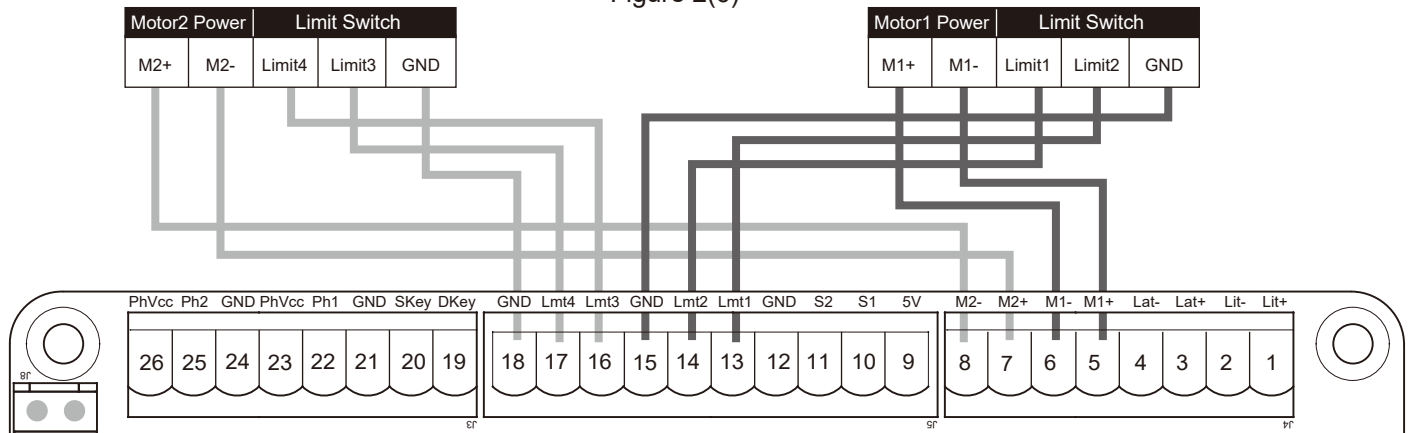 Figure 2(c)
Motor2 Power Limit Switch
M2+ M2- Limit4 Limit3 GND
Motor1 Power Limit Switch
M1+ M1- Limit1 Limit2 GND
PhVcc Ph2 GND PhVcc Ph1 GND SKey DKey
GND Lmt4 Lmt3 GND Lmt2 Lmt1 GND S2 S1 5V
M2- M2+ M1- M1+ Lat- Lat+ Lit- Lit+
26 25 24 23 22 21 20 19
18 17 16 15 14 13 12 11 10 9
8 7 6 5 4 3 2 1
J8
J3
J5
J4